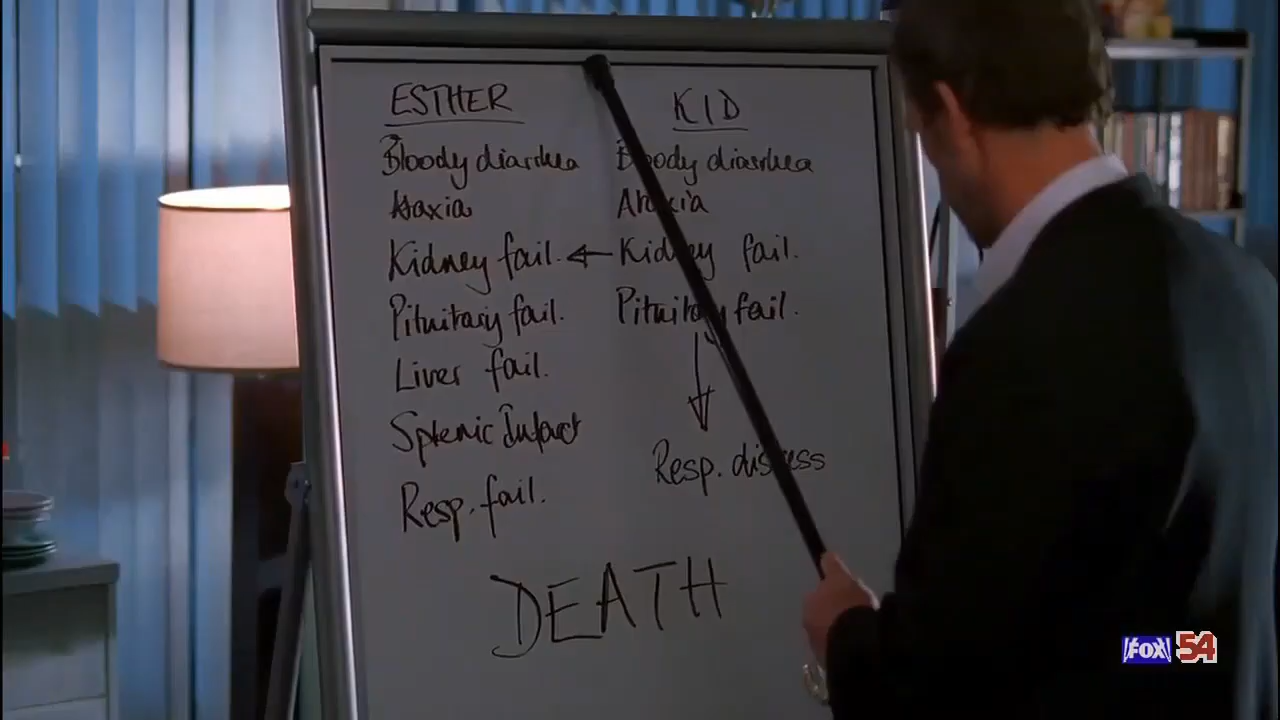 ESTHER
Bloody diarrhea
Ataxia
Kidney fail.
Pituitary fail.
Liver fail.
Splenic Infarct
Resp. fail.
KID
Bloody diarrhea
Ataxia
Kidney fail.
Pituitary fail.
Resp. distress
DEATH
FOX 54